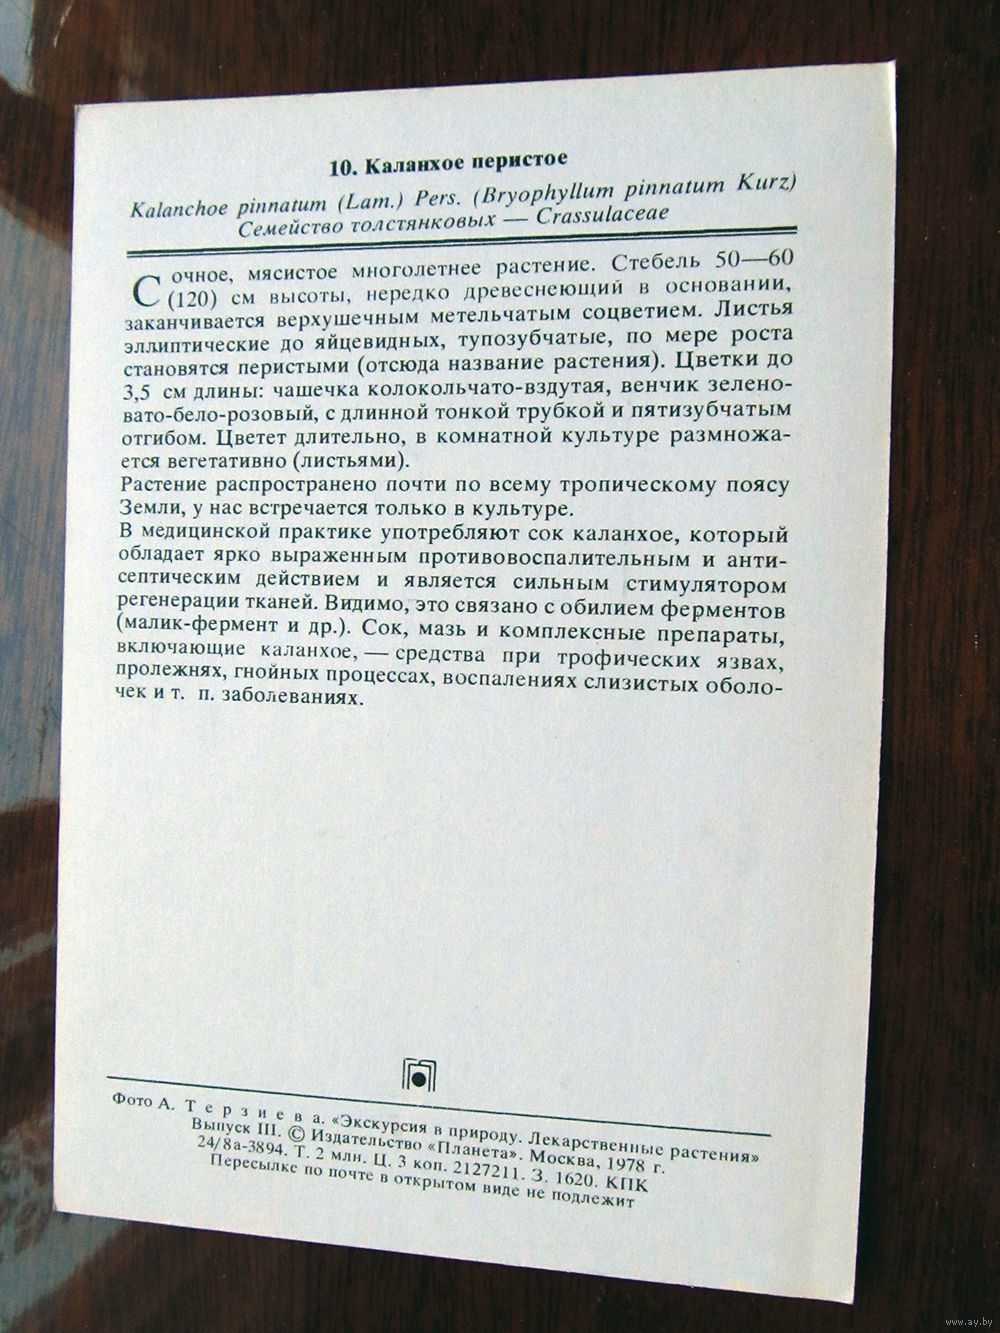 10. Каланхое перистое
Kalanchoe pinnatum (Lam.) Pers. (Bryophyllum pinnatum Kurz)
Семейство толстянковых — Crassulaceae
Сочное, мясистое многолетнее растение. Стебель 50—60
(120) см высоты, нередко древеснеющий в основании,
заканчивается верхушечным метельчатым соцветием. Листья
эллиптические до яйцевидных, тупозубчатые, по мере роста
становятся перистыми (отсюда название растения). Цветки до
3,5 см длины: чашечка колокольчато-вздутая, венчик зелено-
вато-бело-розовый, с длинной тонкой трубкой и пятизубчатым
отгибом. Цветет длительно, в комнатной культуре размножа-
ется вегетативно (листьями).
Растение распространено почти по всему тропическому поясу
Земли, у нас встречается только в культуре.
В медицинской практике употребляют сок каланхое, который
обладает ярко выраженным противовоспалительным и анти-
септическим действием и является сильным стимулятором
регенерации тканей. Видимо, это связано с обилием ферментов
(малик-фермент и др.). Сок, мазь и комплексные препараты,
включающие каланхое, — средства при трофических язвах,
пролежнях, гнойных процессах, воспалениях слизистых оболо-
чек и т. п. заболеваниях.
Фото А. Терзиева. «Экскурсия в природу. Лекарственные растения»
Выпуск III. © Издательство «Планета». Москва, 1978 г.
24/8а-3894. Т. 2 млн. Ц. 3 коп. 2127211. З. 1620. КПК
Пересылке по почте в открытом виде не подлежит
www.ay.by